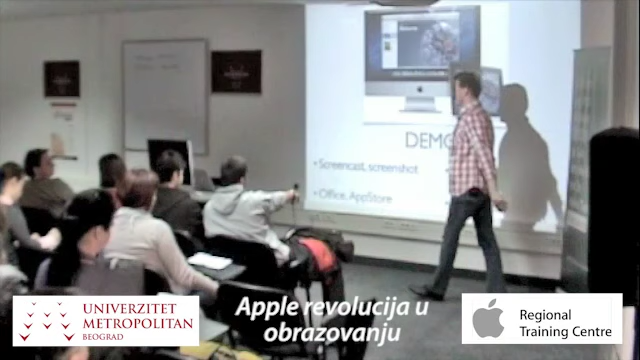 DEMO
• Screencast, screenshot
• Office, AppStore
UNIVERZITET
METROPOLITAN
BEOGRAD
Apple revolucija u
obrazovanju
Regional
Training Centre